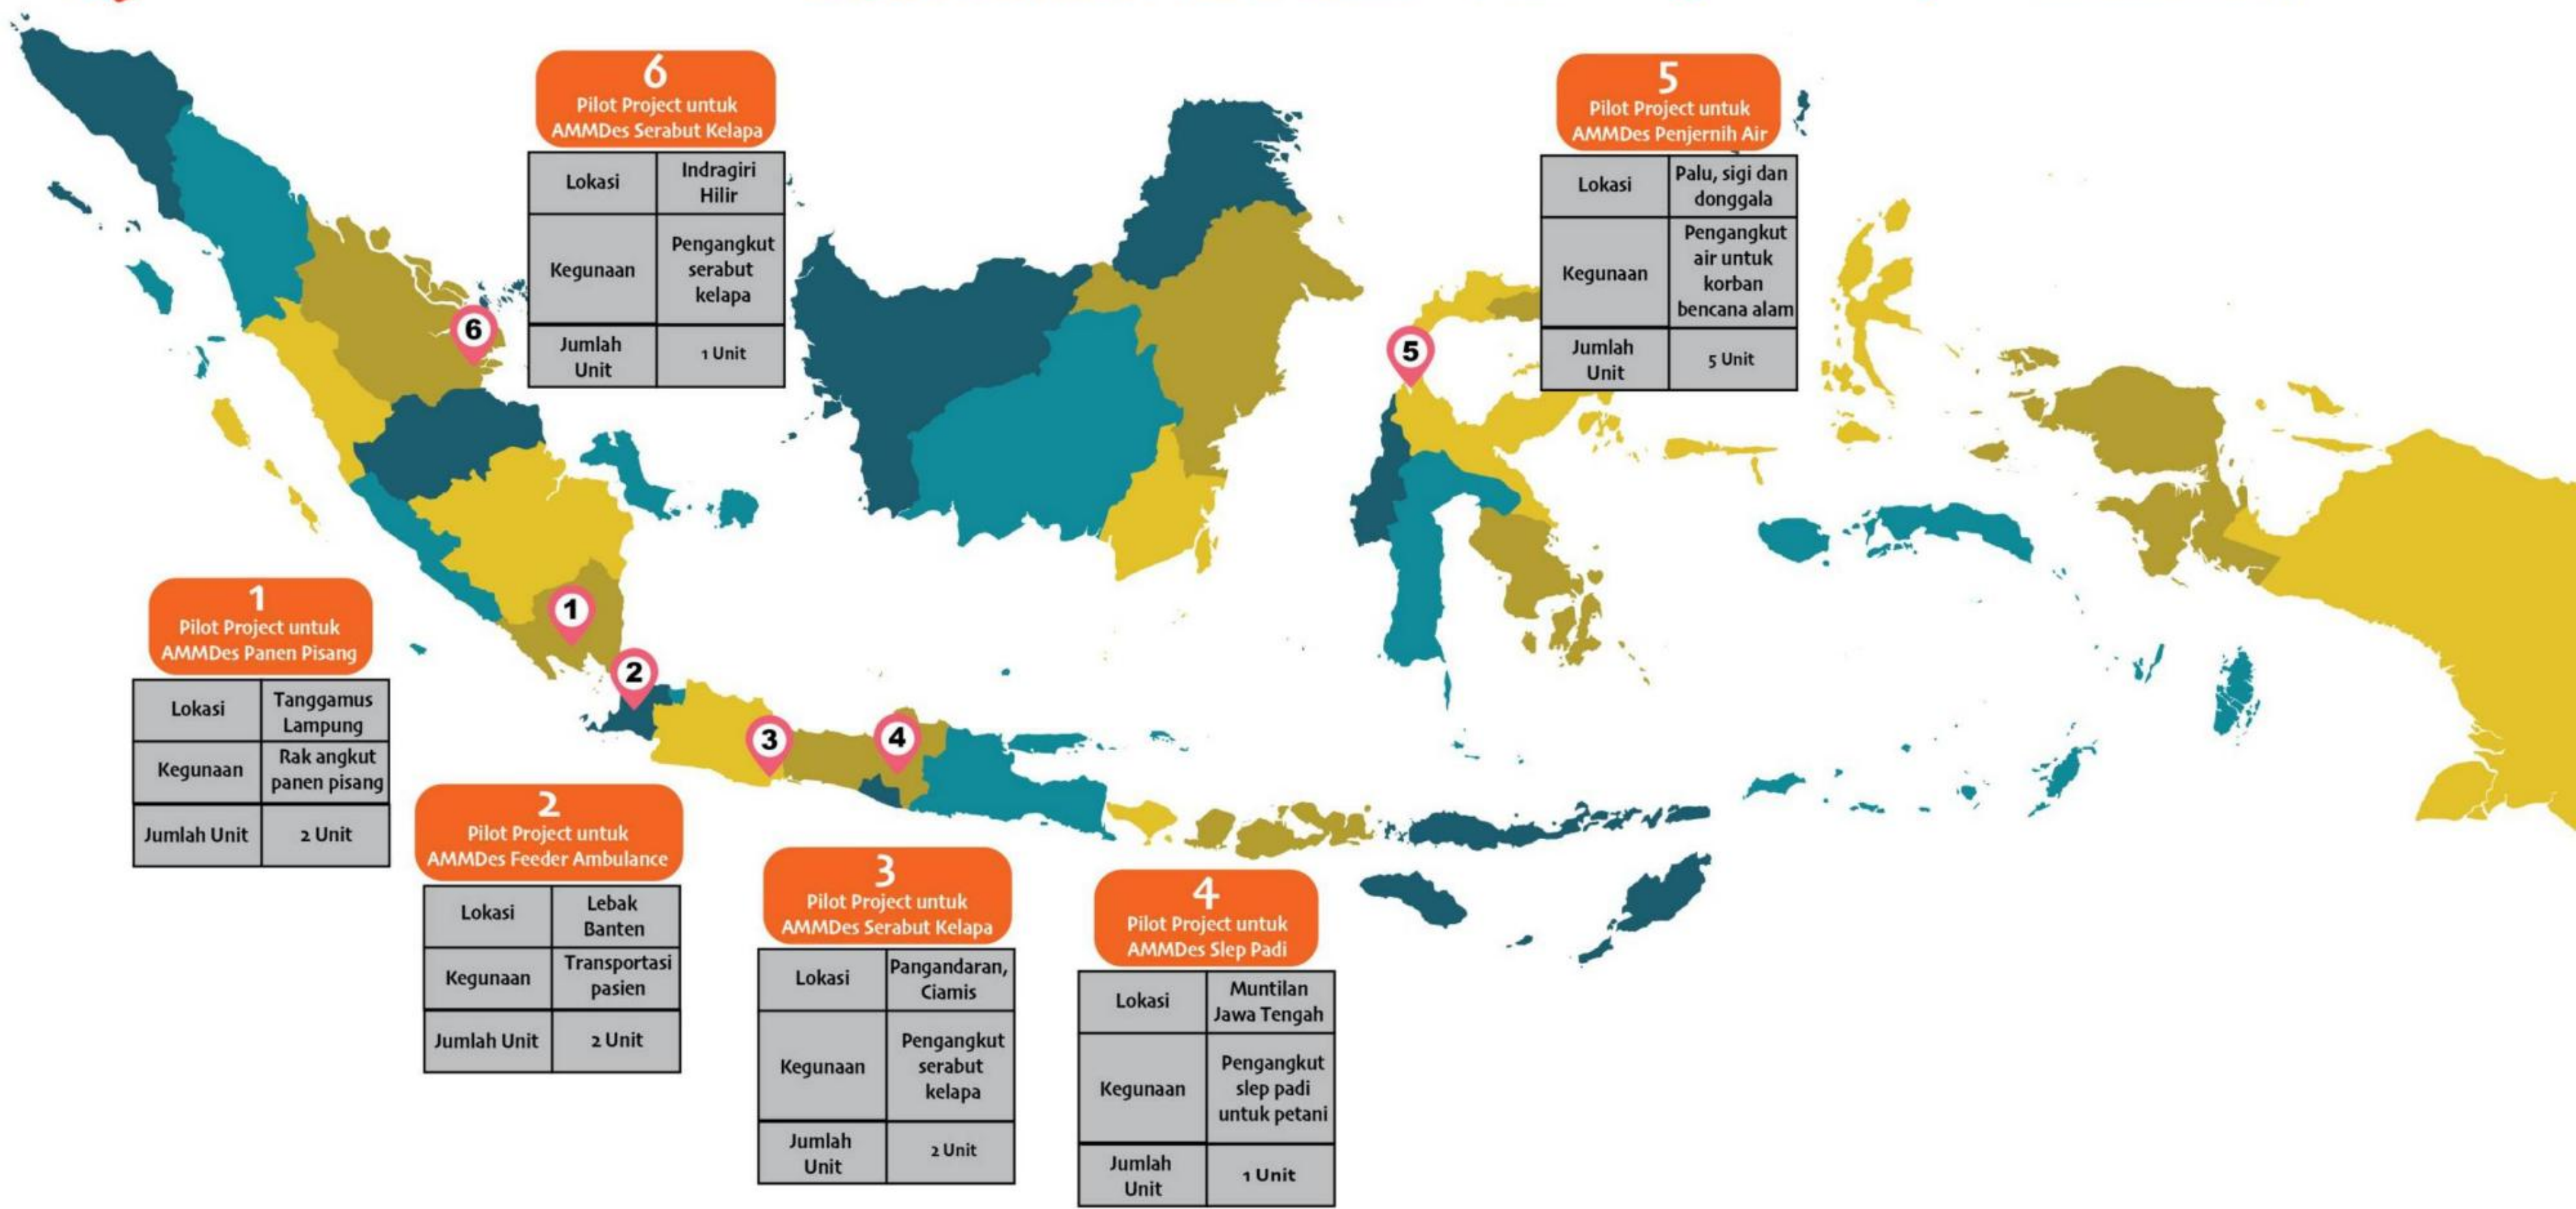 6
Pilot Project untuk
AMMDes Serabut Kelapa
Lokasi
Indragiri
Hilir
Kegunaan
Pengangkut
serabut
kelapa
Jumlah
Unit
1 Unit
5
Pilot Project untuk
AMMDes Penjernih Air
Lokasi
Palu, sigi dan
donggala
Kegunaan
Pengangkut
air untuk
korban
bencana alam
Jumlah
Unit
5 Unit
6
5
1
2
3
4
1
Pilot Project untuk
AMMDes Panen Pisang
Lokasi
Tanggamus
Lampung
Kegunaan
Rak angkut
panen pisang
Jumlah Unit
2 Unit
2
Pilot Project untuk
AMMDes Feeder Ambulance
Lokasi
Lebak
Banten
Kegunaan
Transportasi
pasien
Jumlah Unit
2 Unit
3
Pilot Project untuk
AMMDes Serabut Kelapa
Lokasi
Pangandaran,
Ciamis
Kegunaan
Pengangkut
serabut
kelapa
Jumlah
Unit
2 Unit
4
Pilot Project untuk
AMMDes Slep Padi
Lokasi
Muntilan
Jawa Tengah
Kegunaan
Pengangkut
slep padi
untuk petani
Jumlah
Unit
1 Unit